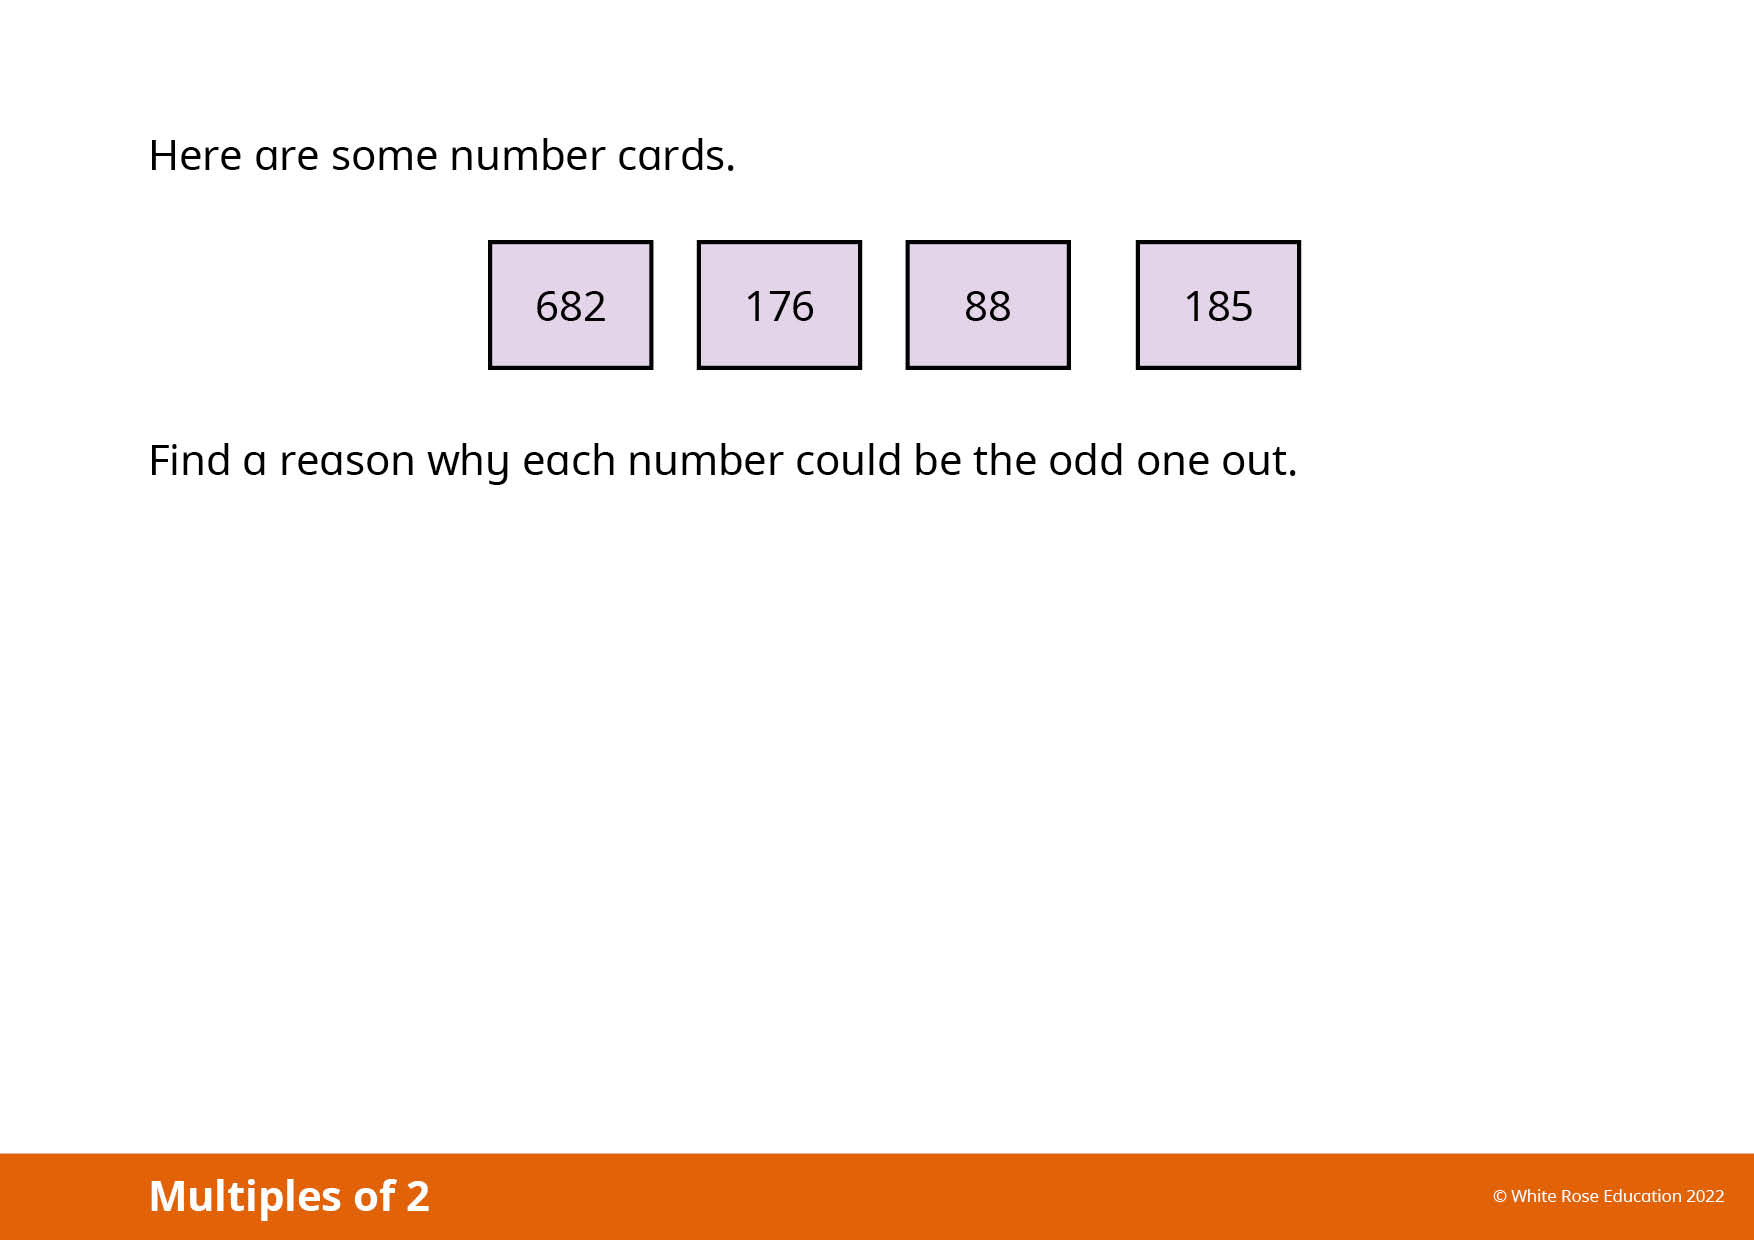 Here are some number cards.
682 176 88 185
Find a reason why each number could be the odd one out.
Multiples of 2
© White Rose Education 2022